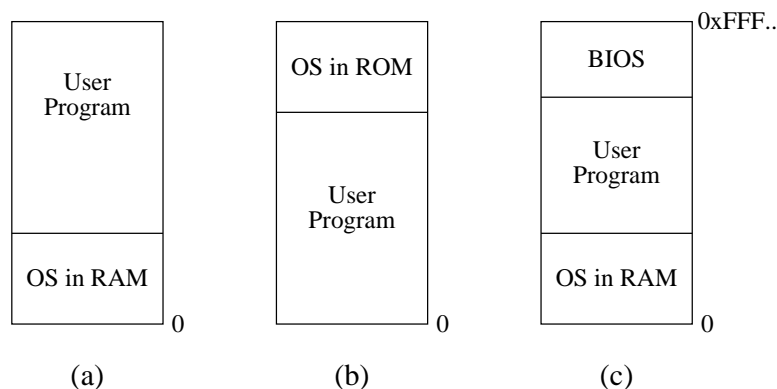 User
Program
OS in RAM
0
(a)
OS in ROM
User
Program
0
(b)
0xFFF..
BIOS
User
Program
OS in RAM
0
(c)